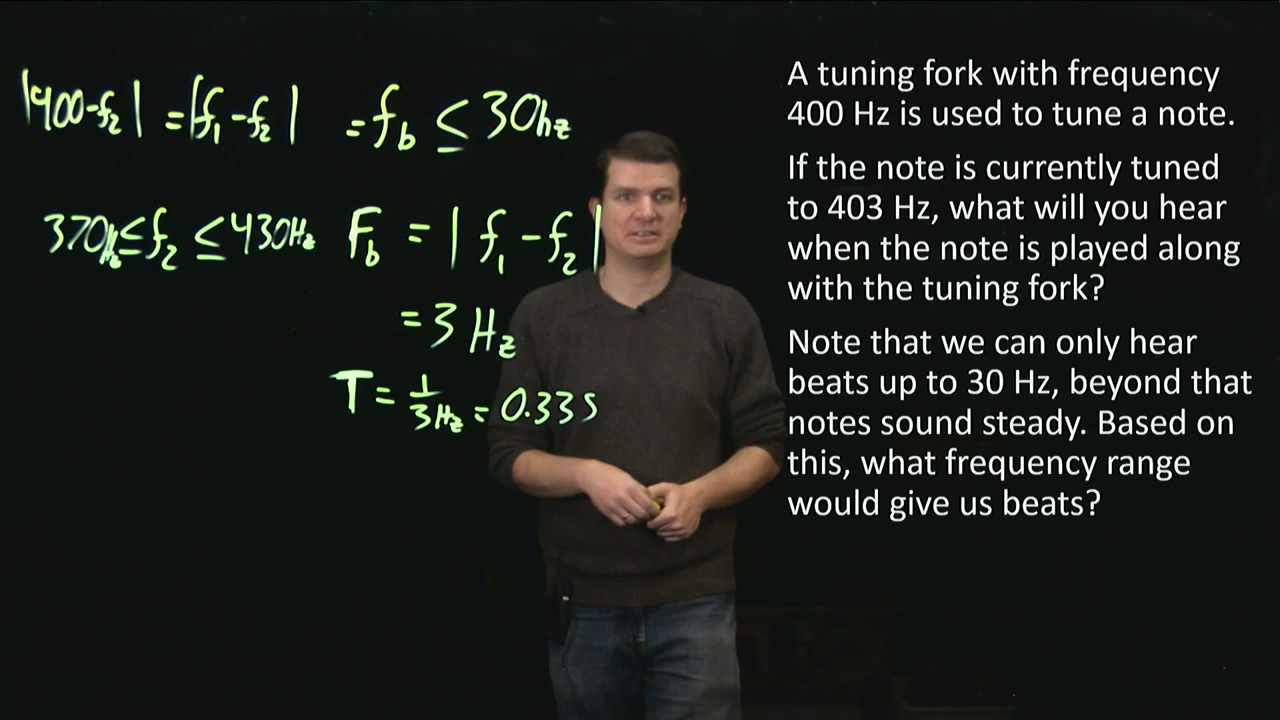 |400-f₂| = |f₁-f₂| = f_b ≤ 30hz
370hz ≤ f₂ ≤ 430Hz
F_b = | f₁ - f₂ |
= 3 Hz
T = 1/3Hz = 0.33s
A tuning fork with frequency
400 Hz is used to tune a note.
If the note is currently tuned
to 403 Hz, what will you hear
when the note is played along
with the tuning fork?
Note that we can only hear
beats up to 30 Hz, beyond that
notes sound steady. Based on
this, what frequency range
would give us beats?